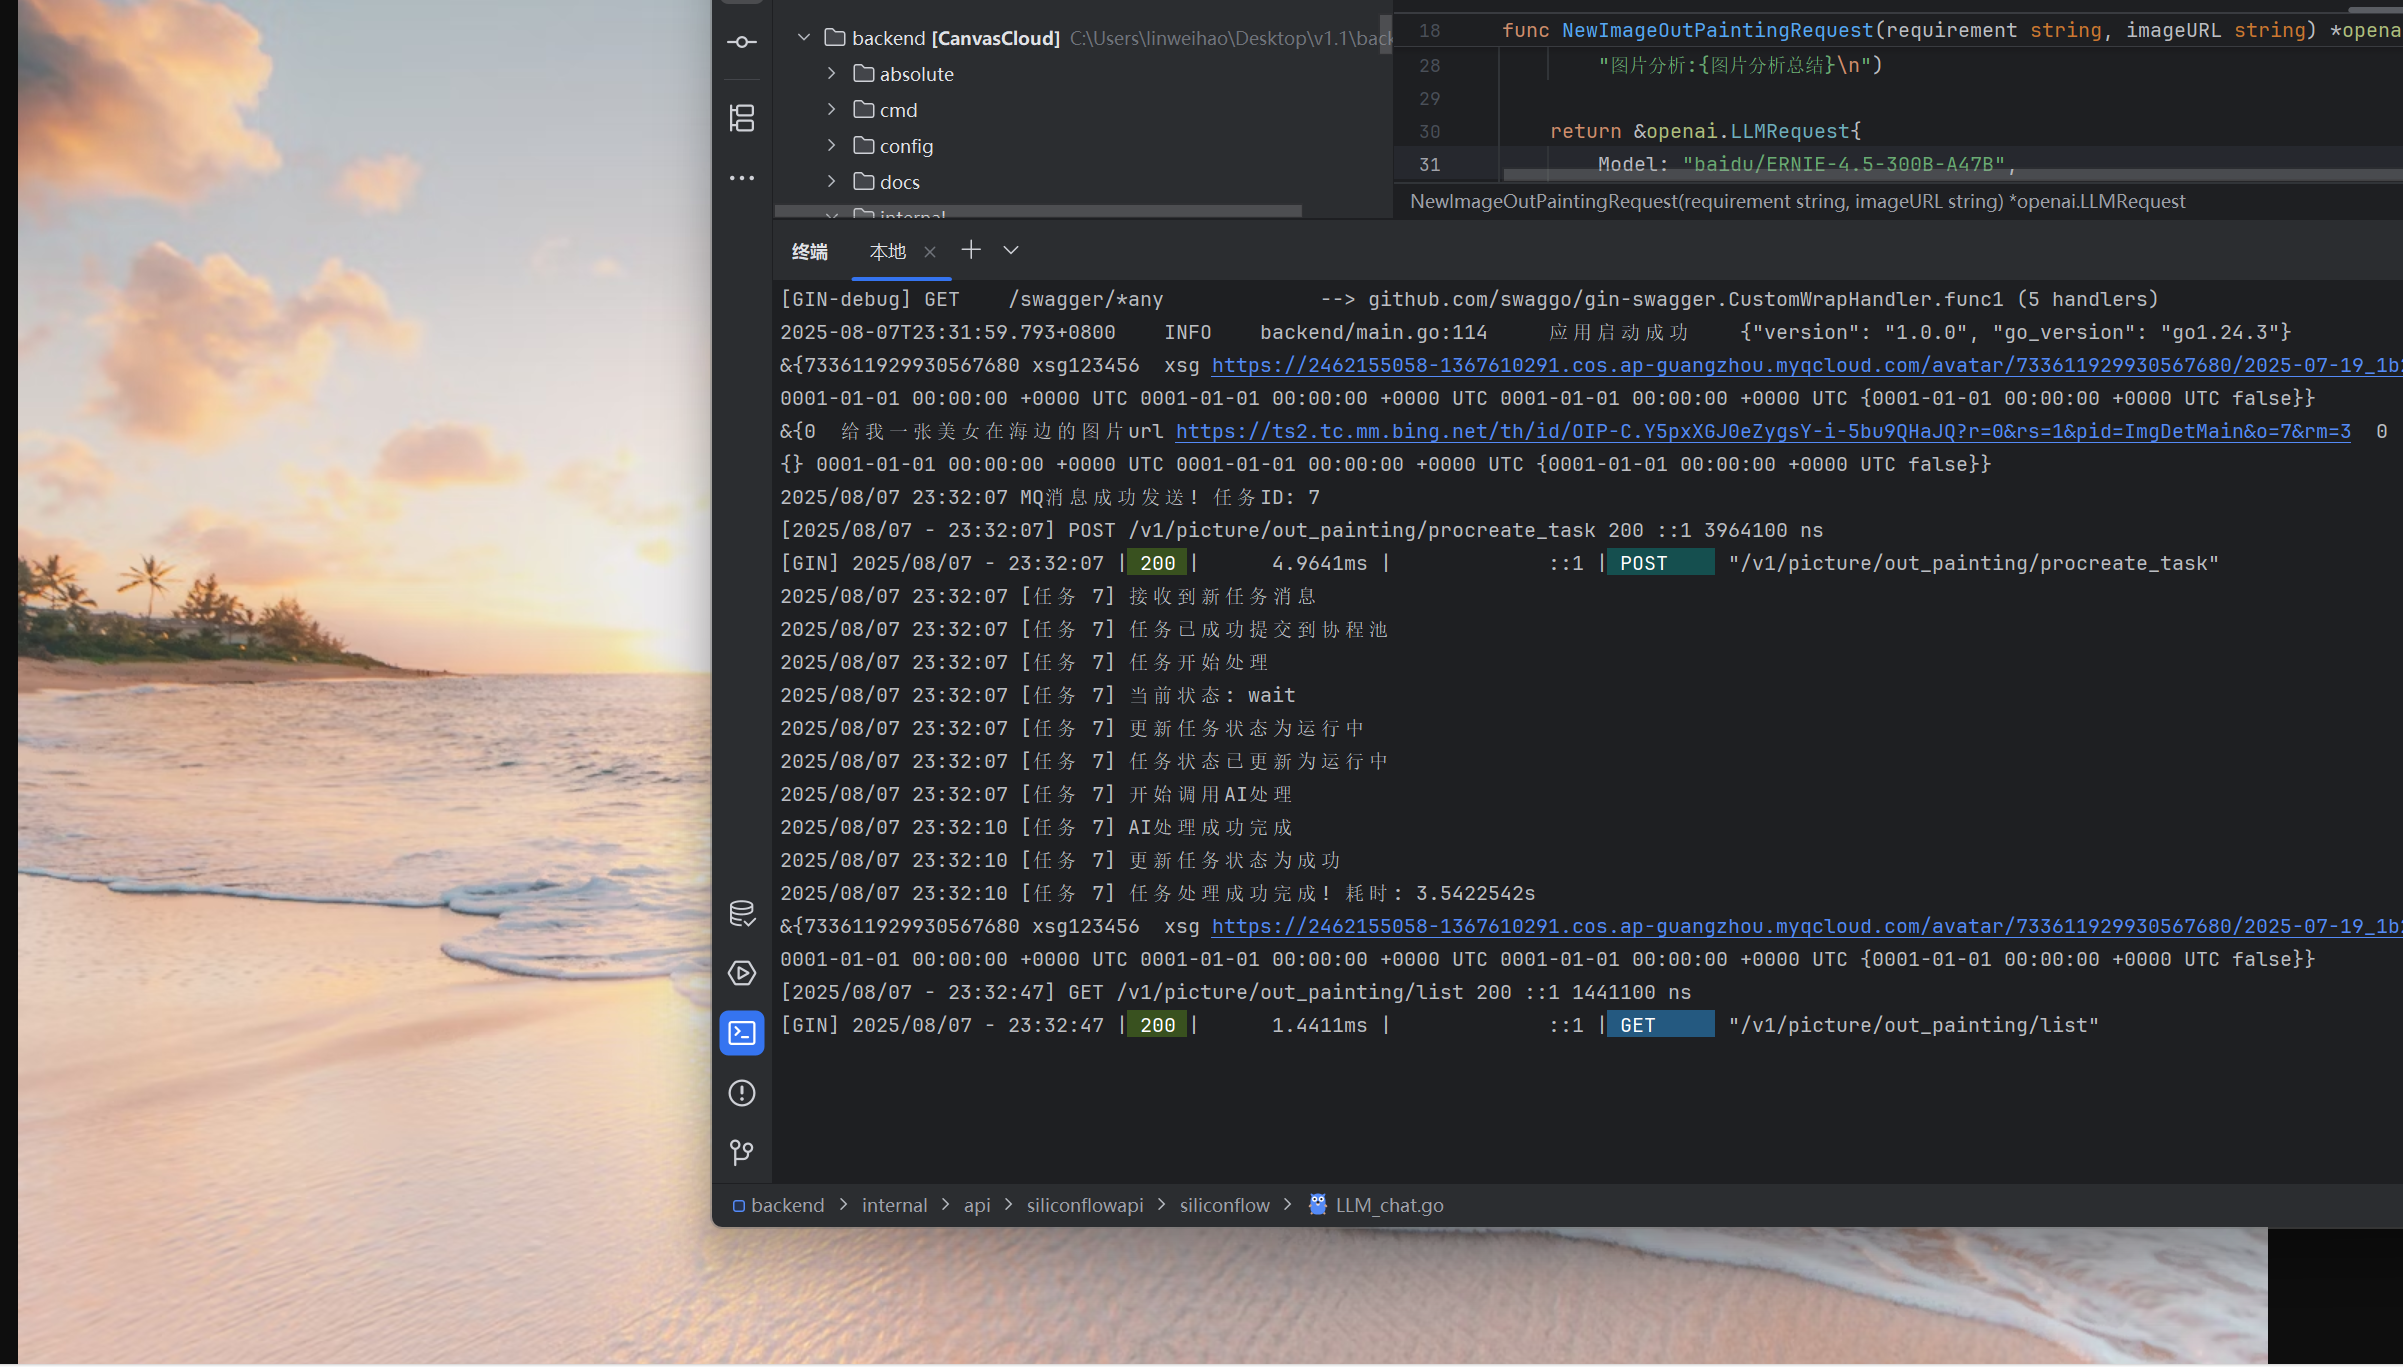 backend [CanvasCloud] C:\Users\linweihao\Desktop\v1.1\back
absolute
cmd
config
docs
internal
18 func NewImageOutPaintingRequest(requirement string, imageURL string) *opena
28 "图片分析:{图片分析总结}\n")
29
30 return &openai.LLMRequest{
31 Model: "baidu/ERNIE-4.5-300B-A47B",
NewImageOutPaintingRequest(requirement string, imageURL string) *openai.LLMRequest
终端 本地
[GIN-debug] GET /swagger/*any --> github.com/swaggo/gin-swagger.CustomWrapHandler.func1 (5 handlers)
2025-08-07T23:31:59.793+0800 INFO backend/main.go:114 应用启动成功 {"version": "1.0.0", "go_version": "go1.24.3"}
&{733611929930567680 xsg123456 xsg https://2462155058-1367610291.cos.ap-guangzhou.myqcloud.com/avatar/733611929930567680/2025-07-19_1b
0001-01-01 00:00:00 +0000 UTC 0001-01-01 00:00:00 +0000 UTC 0001-01-01 00:00:00 +0000 UTC {0001-01-01 00:00:00 +0000 UTC false}}
&{0 给我一张美女在海边的图片url https://ts2.tc.mm.bing.net/th/id/OIP-C.Y5pxXGJ0eZygsY-i-5bu9QHaJQ?r=0&rs=1&pid=ImgDetMain&o=7&rm=3 0
{} 0001-01-01 00:00:00 +0000 UTC 0001-01-01 00:00:00 +0000 UTC {0001-01-01 00:00:00 +0000 UTC false}}
2025/08/07 23:32:07 MQ消息成功发送! 任务ID: 7
[2025/08/07 - 23:32:07] POST /v1/picture/out_painting/procreate_task 200 ::1 3964100 ns
[GIN] 2025/08/07 - 23:32:07 | 200 | 4.9641ms | ::1 | POST "/v1/picture/out_painting/procreate_task"
2025/08/07 23:32:07 [任务 7] 接收到新任务消息
2025/08/07 23:32:07 [任务 7] 任务已成功提交到协程池
2025/08/07 23:32:07 [任务 7] 任务开始处理
2025/08/07 23:32:07 [任务 7] 当前状态: wait
2025/08/07 23:32:07 [任务 7] 更新任务状态为运行中
2025/08/07 23:32:07 [任务 7] 任务状态已更新为运行中
2025/08/07 23:32:07 [任务 7] 开始调用AI处理
2025/08/07 23:32:10 [任务 7] AI处理成功完成
2025/08/07 23:32:10 [任务 7] 更新任务状态为成功
2025/08/07 23:32:10 [任务 7] 任务处理成功完成! 耗时: 3.5422542s
&{733611929930567680 xsg123456 xsg https://2462155058-1367610291.cos.ap-guangzhou.myqcloud.com/avatar/733611929930567680/2025-07-19_1b
0001-01-01 00:00:00 +0000 UTC 0001-01-01 00:00:00 +0000 UTC 0001-01-01 00:00:00 +0000 UTC {0001-01-01 00:00:00 +0000 UTC false}}
[2025/08/07 - 23:32:47] GET /v1/picture/out_painting/list 200 ::1 1441100 ns
[GIN] 2025/08/07 - 23:32:47 | 200 | 1.4411ms | ::1 | GET "/v1/picture/out_painting/list"
backend > internal > api > siliconflowapi > siliconflow > LLM_chat.go